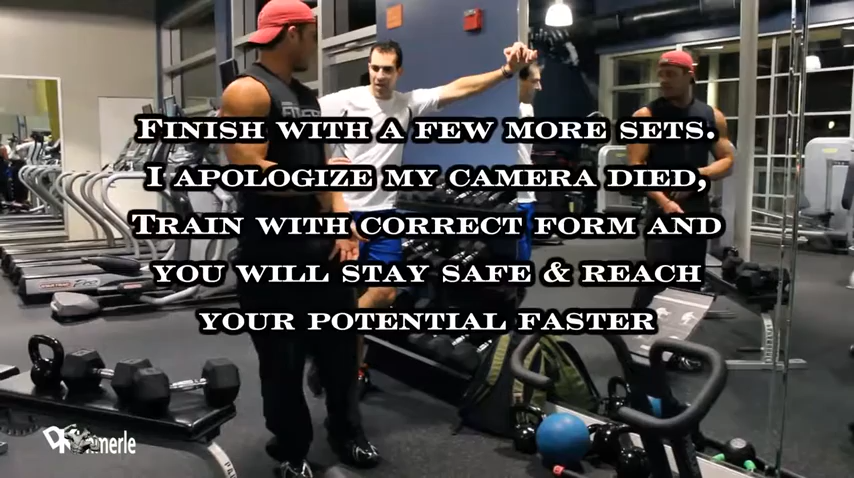 Finish with a few more sets.
I apologize my camera died,
Train with correct form and
you will stay safe & reach
your potential faster